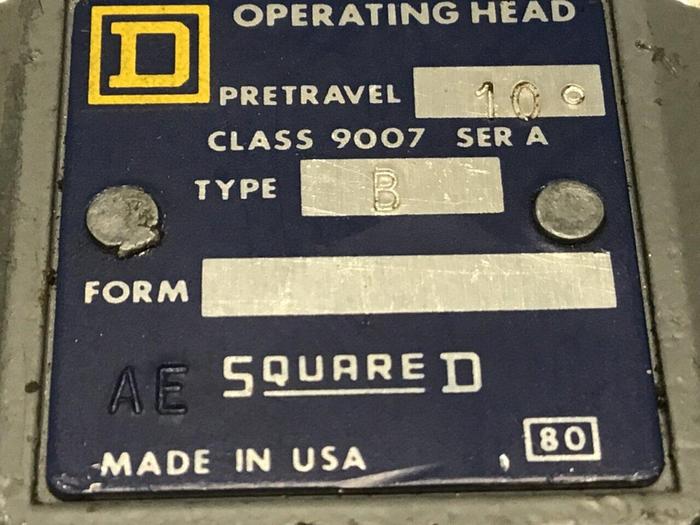 D
OPERATING HEAD
PRETRAVEL 10°
CLASS 9007 SER A
TYPE B
FORM
AE SQUARE D
MADE IN USA 80